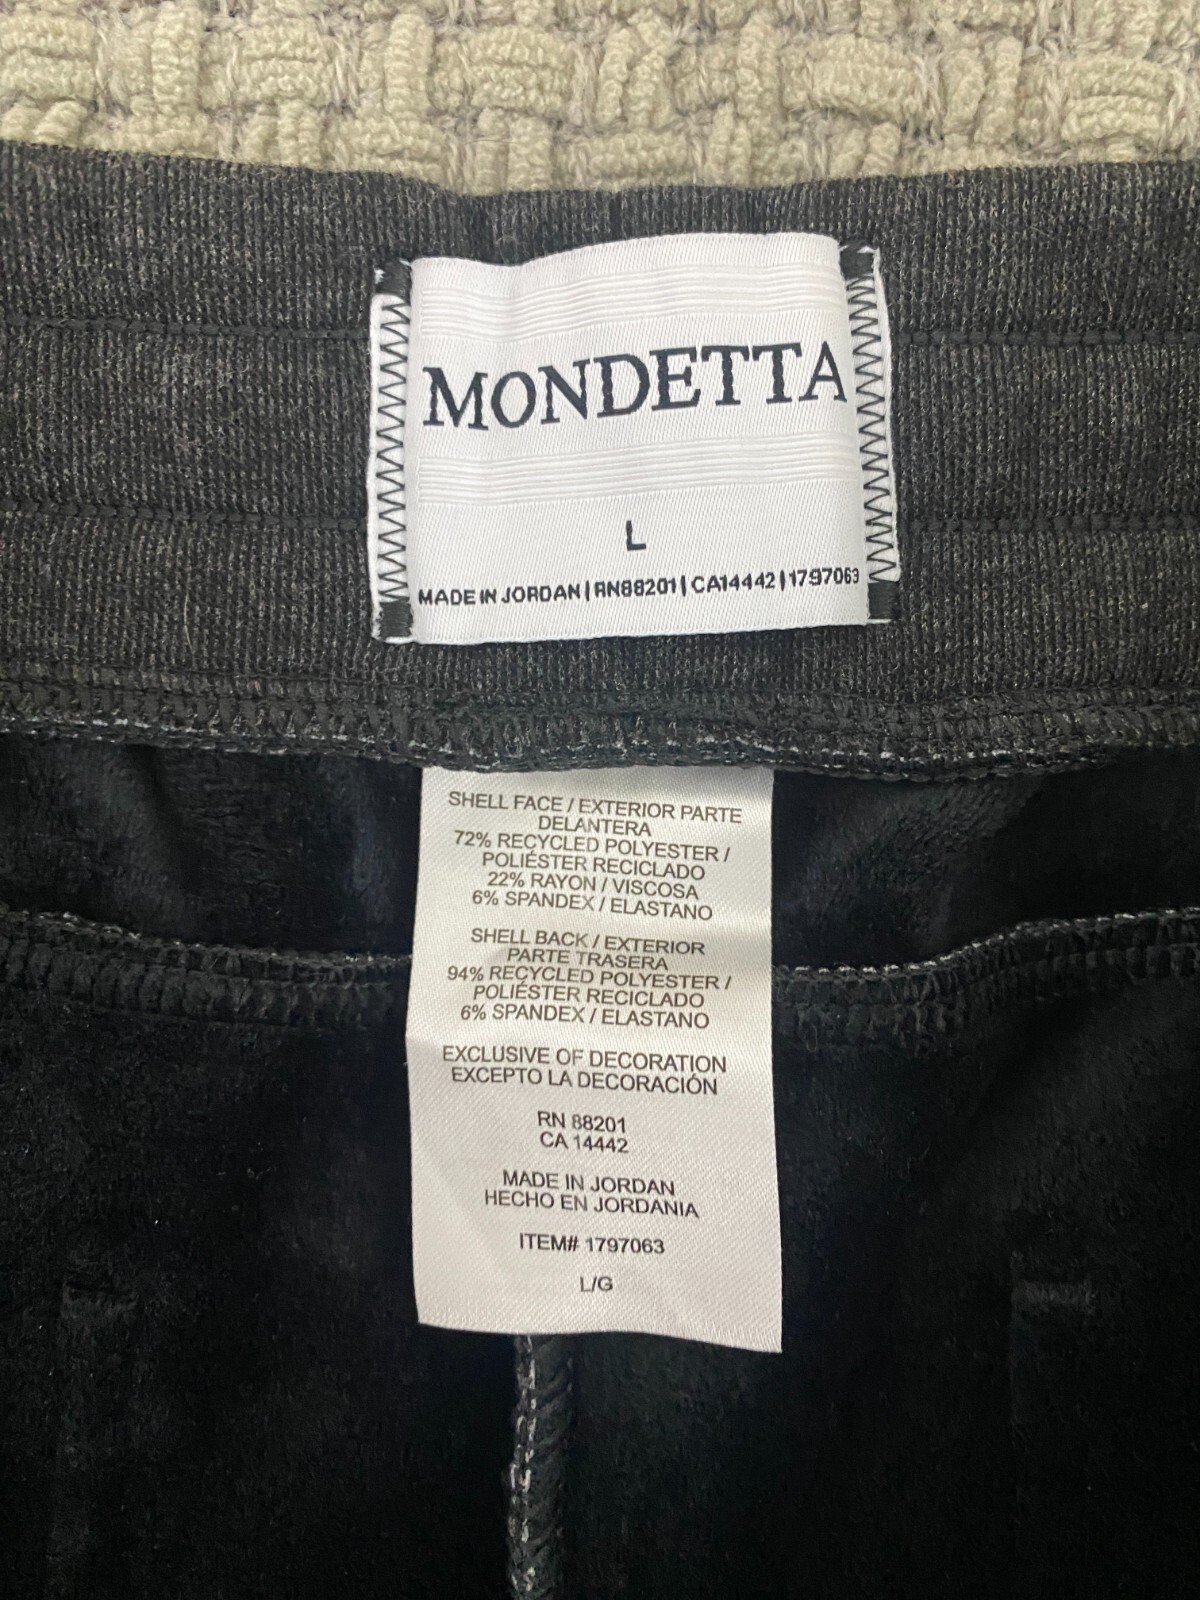 MONDETTA
L
MADE IN JORDAN | RN88201 | CA14442 | 1797063
SHELL FACE / EXTERIOR PARTE
DELANTERA
72% RECYCLED POLYESTER /
POLIÉSTER RECICLADO
22% RAYON / VISCOSA
6% SPANDEX / ELASTANO
SHELL BACK / EXTERIOR
PARTE TRASERA
94% RECYCLED POLYESTER /
POLIÉSTER RECICLADO
6% SPANDEX / ELASTANO
EXCLUSIVE OF DECORATION
EXCEPTO LA DECORACIÓN
RN 88201
CA 14442
MADE IN JORDAN
HECHO EN JORDANIA
ITEM# 1797063
L/G